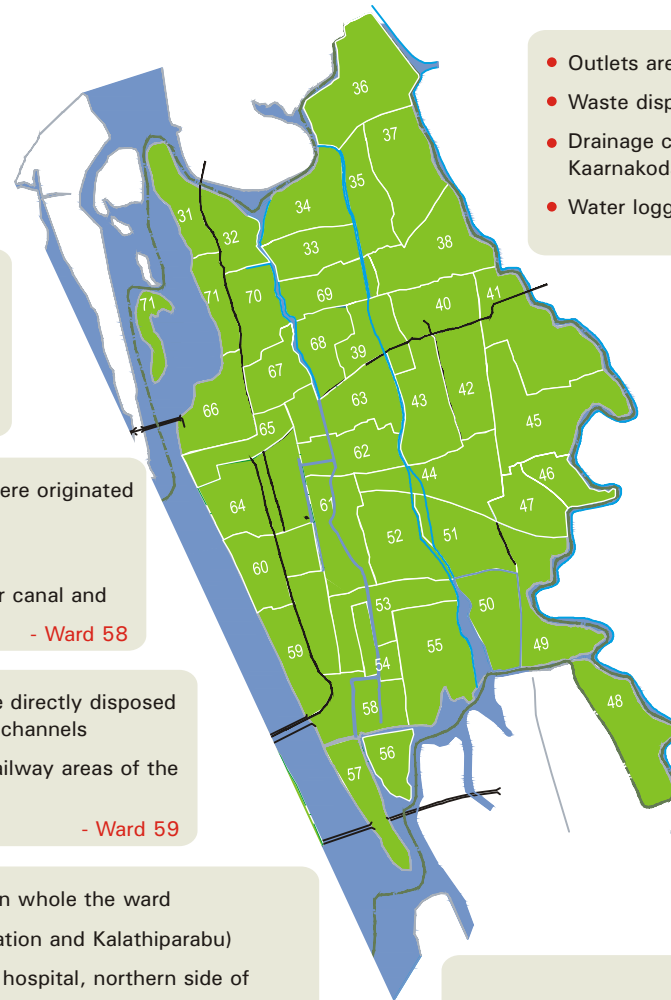 • Outlets are
• Waste disp
• Drainage c
Kaarnakod
• Water logg
36
37
35
34
31
32
33
38
71
71
70
69
40
41
68
39
67
66
63
43
42
65
45
62
44
46
64
61
47
52
51
60
53
50
59
55
49
54
48
58
56
57
ere originated
r canal and
- Ward 58
e directly disposed
channels
ailway areas of the
- Ward 59
n whole the ward
ation and Kalathiparabu)
hospital, northern side of